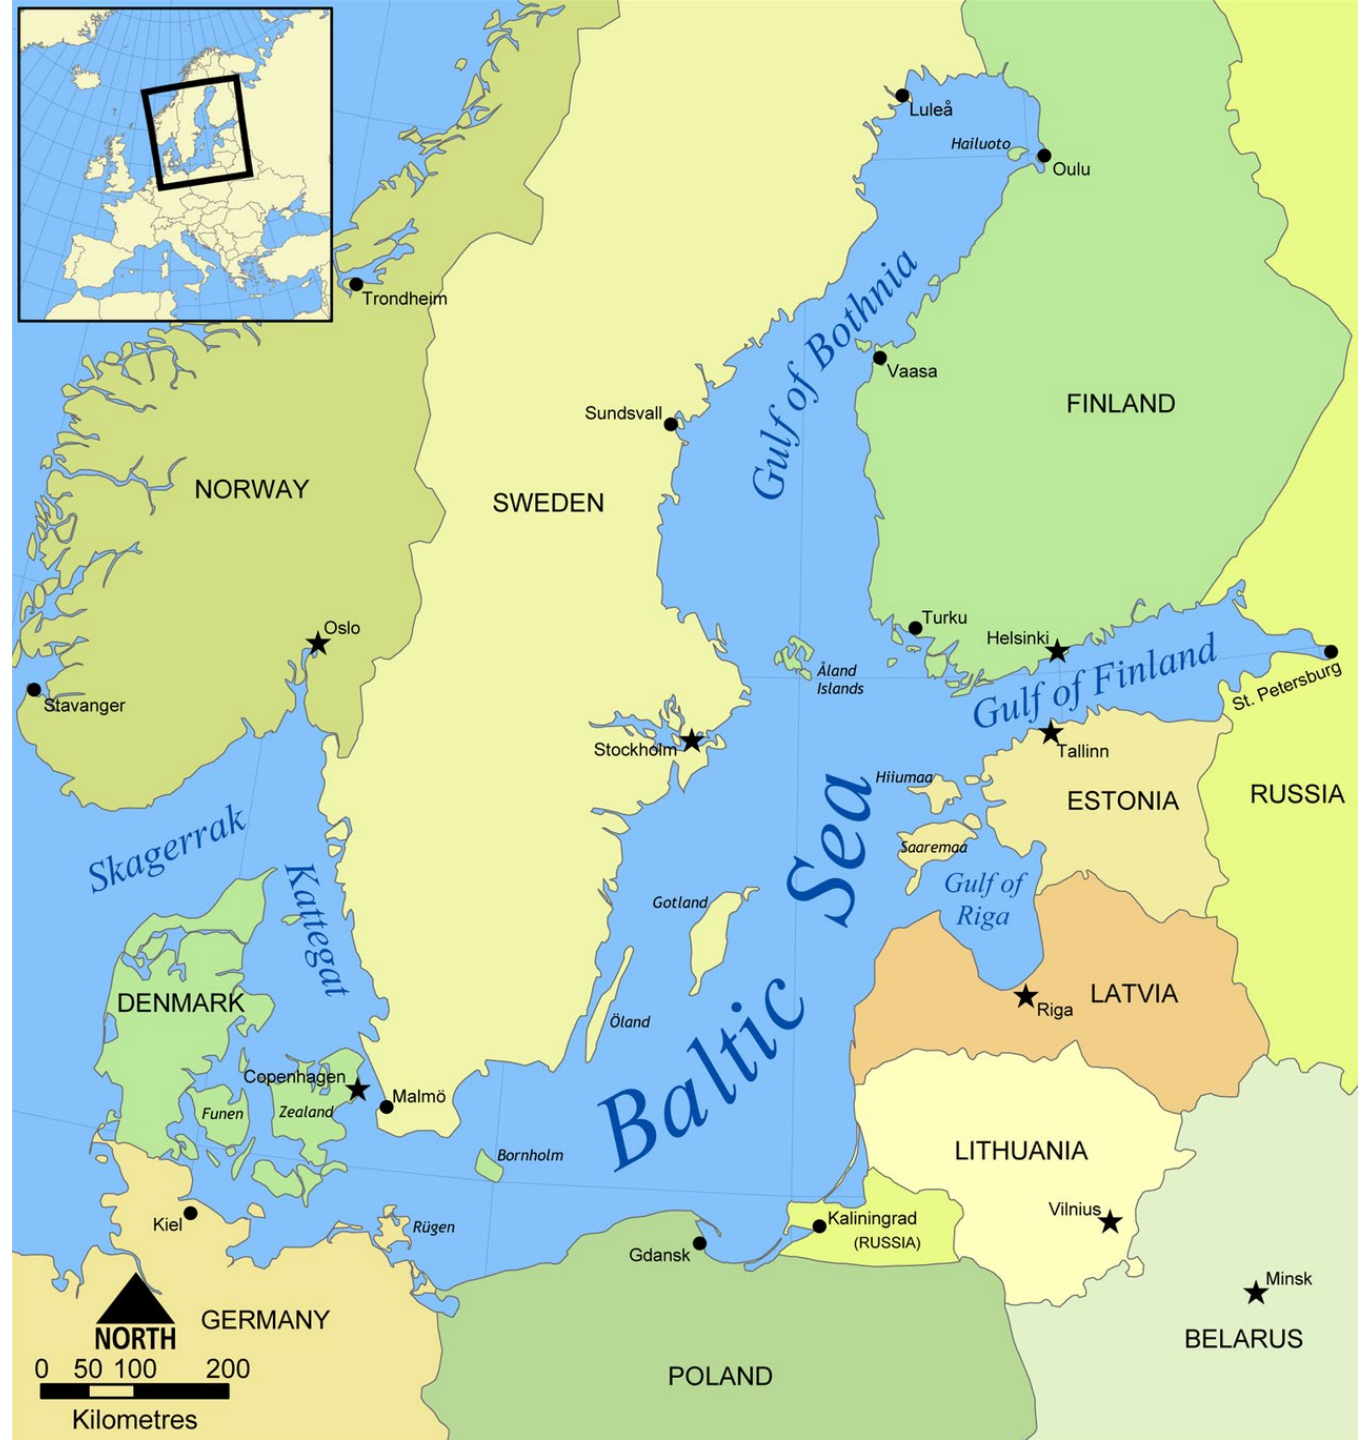 Luleå
Hailuoto
Oulu
Trondheim
Gulf of Bothnia
Vaasa
FINLAND
Sundsvall
NORWAY
SWEDEN
Turku
Oslo
Helsinki
Åland
Islands
Gulf of Finland
St. Petersburg
Stavanger
Stockholm
Tallinn
Hiiumaa
ESTONIA
RUSSIA
Skagerrak
Kattegat
Saaremaa
Gulf of
Riga
Gotland
Baltic Sea
DENMARK
LATVIA
Riga
Öland
Copenhagen
Malmö
Funen
Zealand
Bornholm
LITHUANIA
Vilnius
Kiel
Rügen
Kaliningrad
(RUSSIA)
Gdansk
Minsk
GERMANY
NORTH
BELARUS
POLAND
0 50 100 200
Kilometres